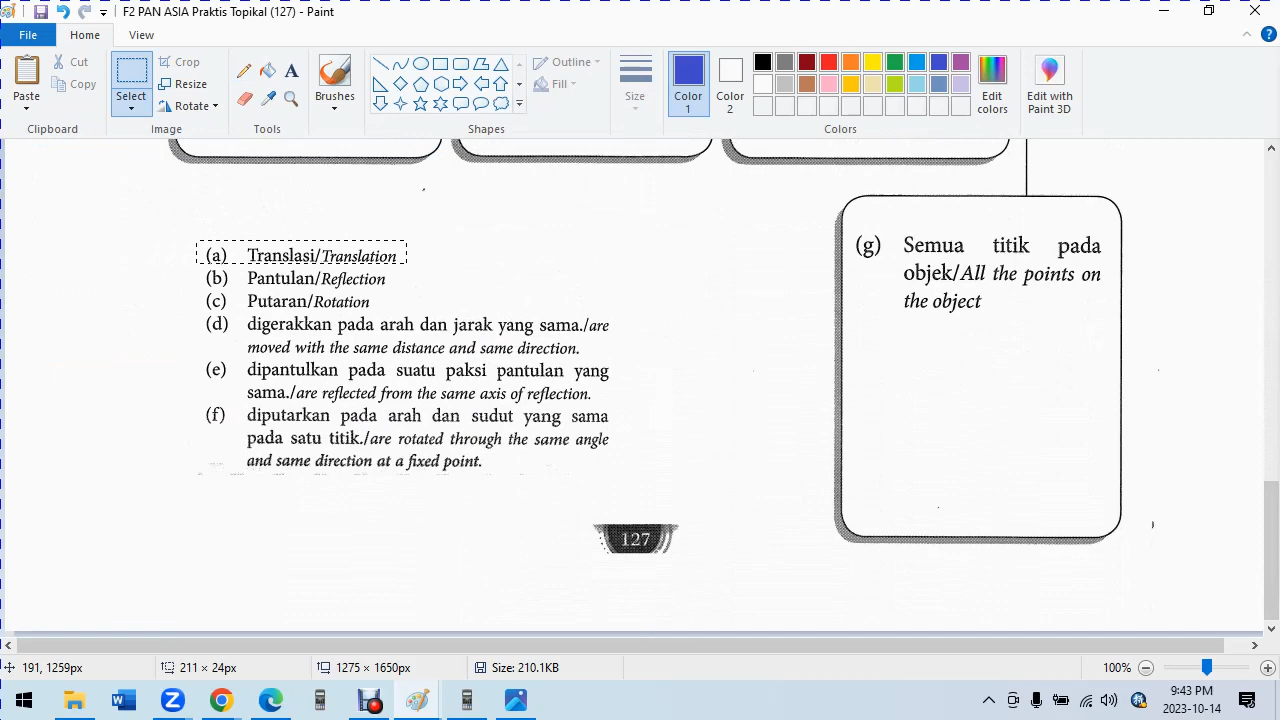 F2 PAN ASIA Praktis Topikal (127) - Paint
File Home View
Paste Cut Copy Clipboard
Select Crop Resize Rotate Image
Tools
Brushes
Shapes Outline Fill
Size
Color 1 Color 2 Edit colors Colors
Edit with Paint 3D
(a) Translasi/Translation
(b) Pantulan/Reflection
(c) Putaran/Rotation
(d) digerakkan pada arah dan jarak yang sama./are
moved with the same distance and same direction.
(e) dipantulkan pada suatu paksi pantulan yang
sama./are reflected from the same axis of reflection.
(f) diputarkan pada arah dan sudut yang sama
pada satu titik./are rotated through the same angle
and same direction at a fixed point.
(g) Semua titik pada
objek/All the points on
the object
127
191, 1259px 211 × 24px 1275 × 1650px Size: 210.1KB 100%
9:43 PM
2023-10-14